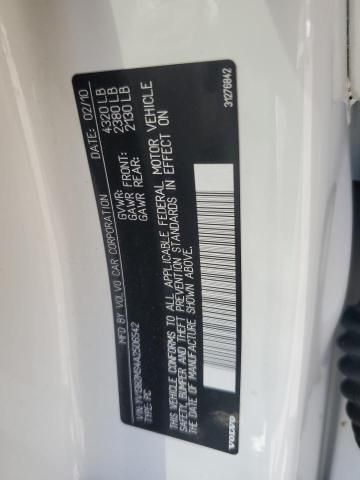 MFD. BY VOLVO CAR CORPORATION DATE: 02/10
GVWR: 4320 LB
GAWR FRONT: 2380 LB
GAWR REAR: 2130 LB
TYPE: PC
THIS VEHICLE CONFORMS TO ALL APPLICABLE FEDERAL MOTOR VEHICLE
SAFETY, BUMPER AND THEFT PREVENTION STANDARDS IN EFFECT ON
THE DATE OF MANUFACTURE SHOWN ABOVE.
VOLVO
31276842